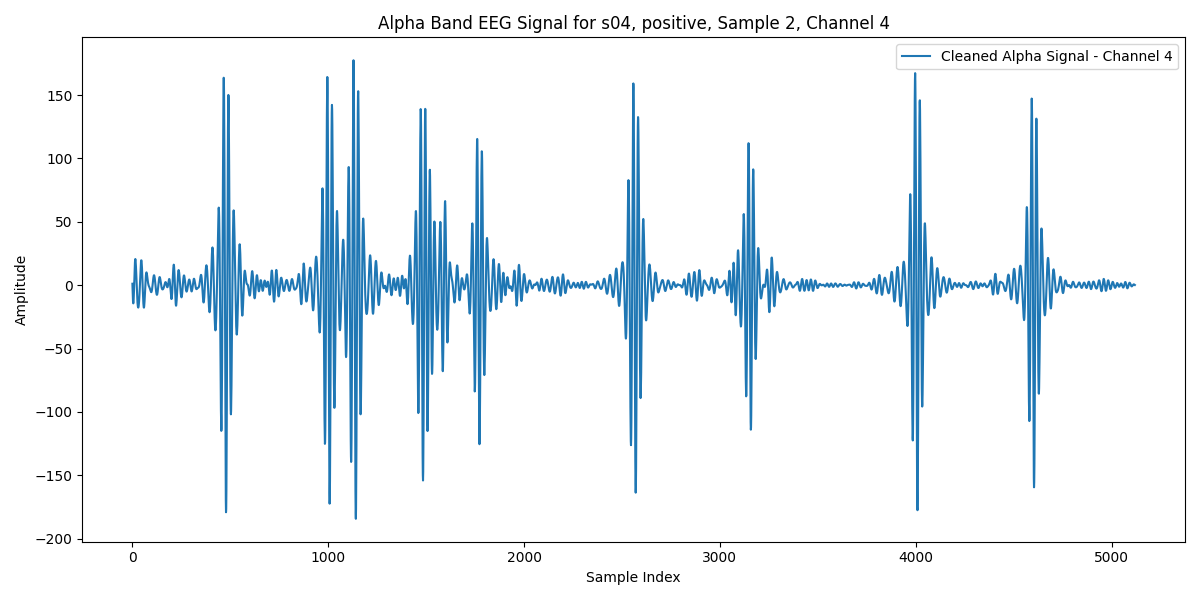 Alpha Band EEG Signal for s04, positive, Sample 2, Channel 4
Cleaned Alpha Signal - Channel 4
Amplitude
150
100
50
0
−50
−100
−150
−200
0 1000 2000 3000 4000 5000
Sample Index